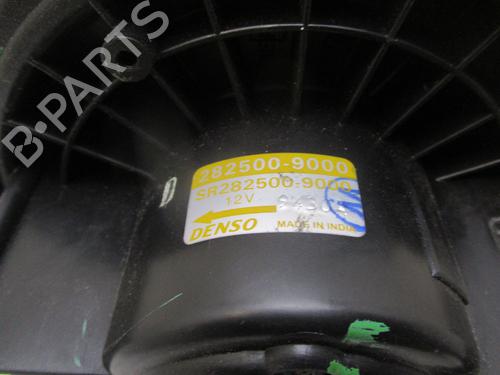 B-PARTS
282500-9000
SR282500-9000
12V
DENSO
MADE IN INDIA
D